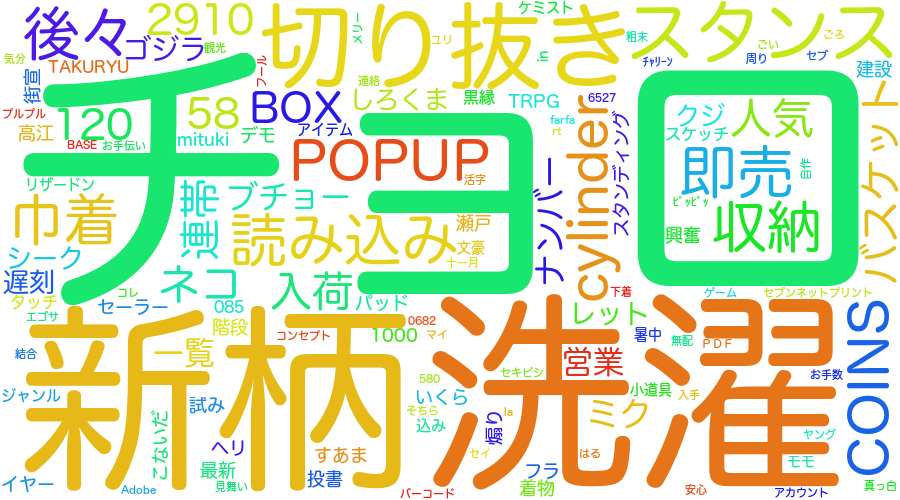 気分
後々
2910
ゴジラ
観光
TAKURYU
街宣
プルプル
高江
120
BASE
お手伝い
58
mituki
デモ
BOX
フール
メリー
切り抜き
ユリ
連絡
しろくま
黒縁
アイテム
ケミスト
in
TRPG
6527
farfa
rt
スタンス
粗末
ごい
ごろ
ﾁｬﾘｰﾝ
周り
セブ
建設
チョロ
POPUP
活字
リザードン
巾着
連帯
ブチョー
読み込み
瀬戸
文豪
十一月
cylinder
ナンバー
スタンディング
クジ
スケッチ
人気
即売
自作
ﾋﾟｯﾋﾟｯ
収納
興奮
バスケット
シーク
遅刻
コレ
タッチ
エゴサ
セーラー
ネコ
085
入荷
パッド
階段
コンセプト
1000
0682
マイ
下着
レット
ゲーム
セブンネットプリント
暑中
無配
ＰＤＦ
COINS
結合
新柄
一覧
洗濯
営業
580
セキビシ
いくら
そちら
込み
la
煽り
セイ
ミク
小道具
入手
お手数
ジャンル
試み
こないだ
ヘリ
すあま
最新
見舞い
投書
イヤー
Adobe
バーコード
フラ
着物
はる
安心
モモ
ヤング
アカウント
真っ白